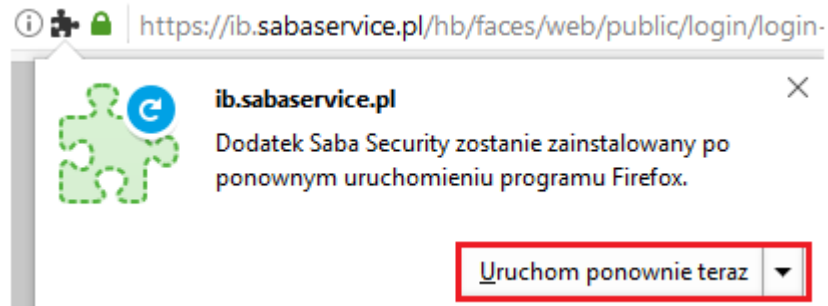 https://ib.sabaservice.pl/hb/faces/web/public/login/login-
ib.sabaservice.pl
Dodatek Saba Security zostanie zainstalowany po
ponownym uruchomieniu programu Firefox.
Uruchom ponownie teraz